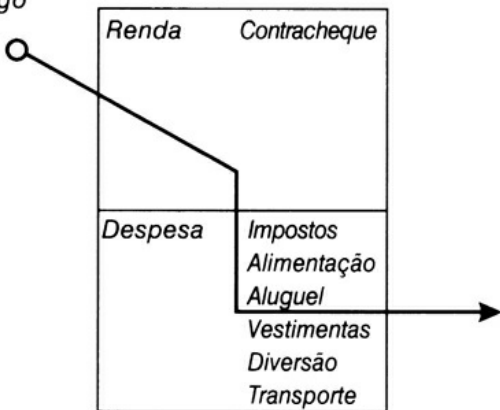 Renda Contracheque
Despesa Impostos
Alimentação
Aluguel
Vestimentas
Diversão
Transporte